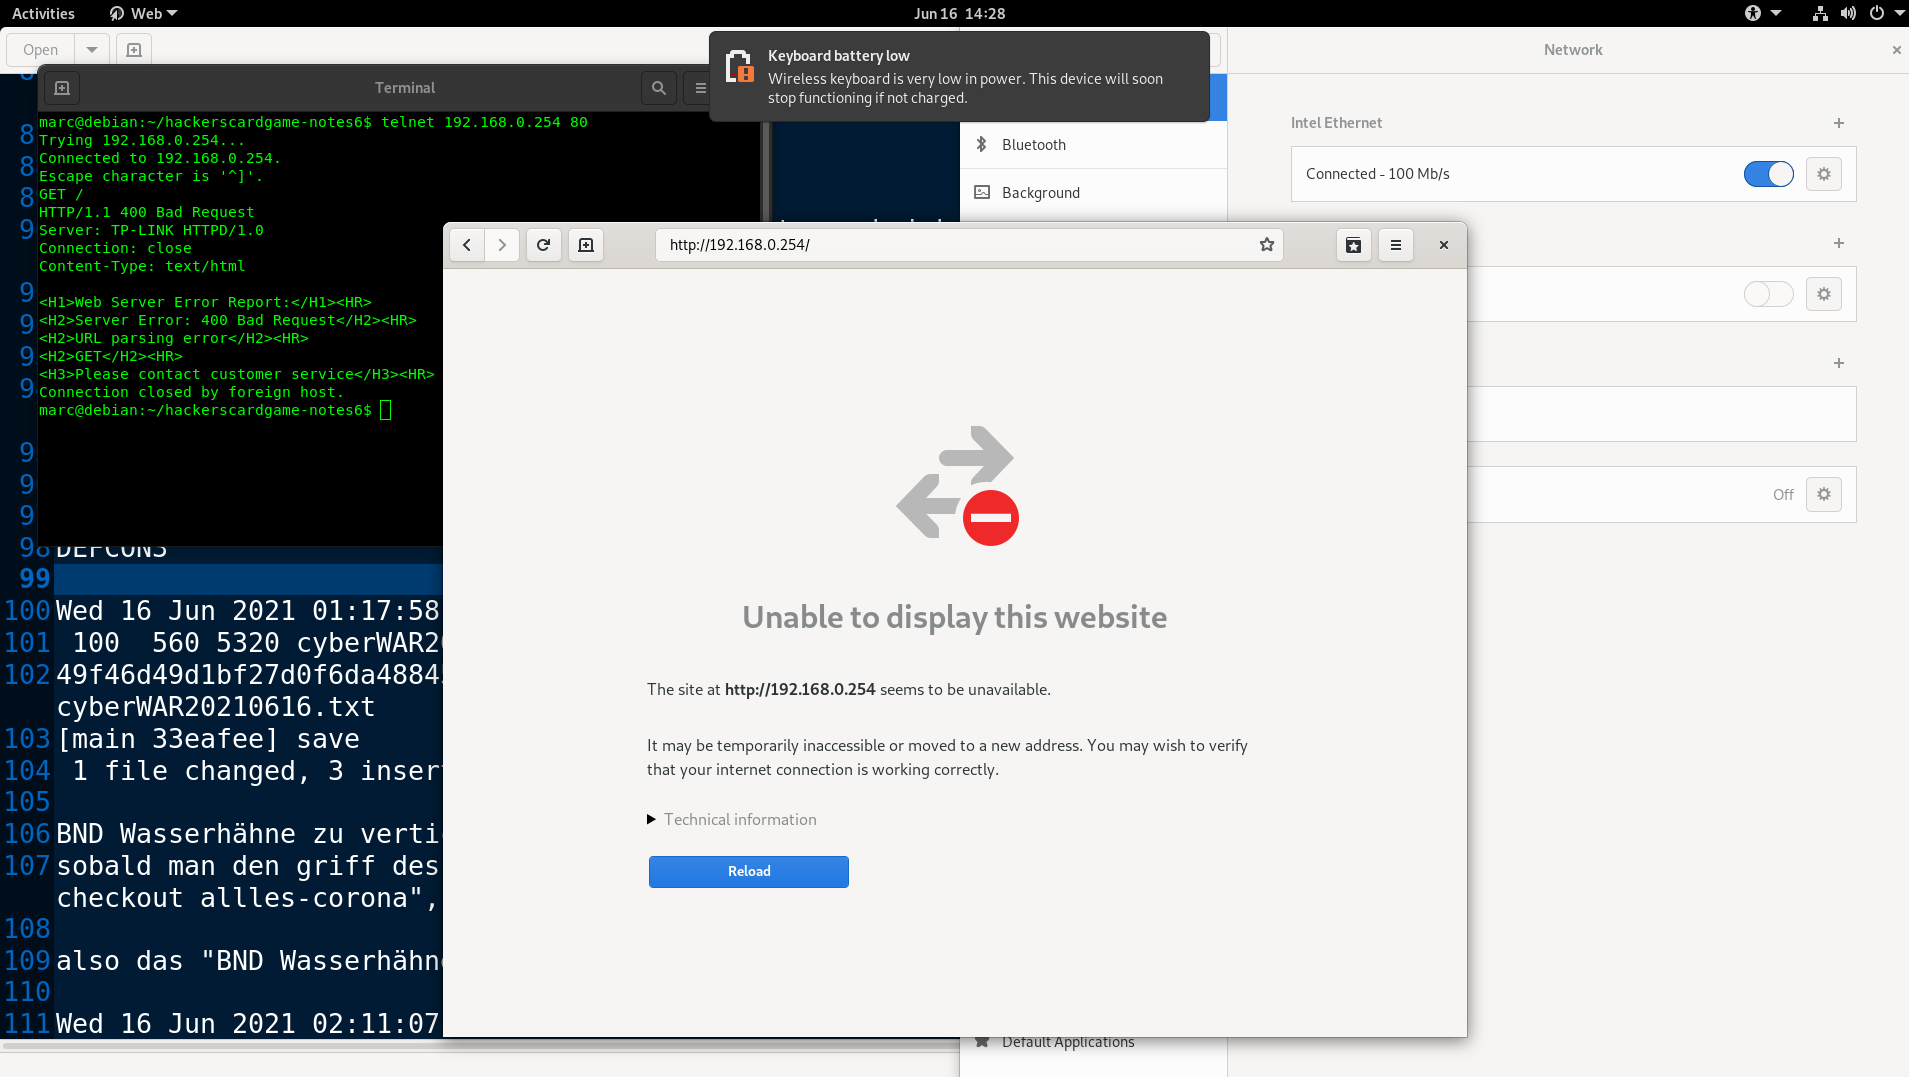 Activities
Web
Jun 16 14:28
Open
Network
Keyboard battery low
Wireless keyboard is very low in power. This device will soon
stop functioning if not charged.
Terminal
marc@debian:~/hackerscardgame-notes6$ telnet 192.168.0.254 80
Trying 192.168.0.254...
Connected to 192.168.0.254.
Escape character is '^]'.
GET /
HTTP/1.1 400 Bad Request
Server: TP-LINK HTTPD/1.0
Connection: close
Content-Type: text/html
<H1>Web Server Error Report:</H1><HR>
<H2>Server Error: 400 Bad Request</H2><HR>
<H2>URL parsing error</H2><HR>
<H2>GET</H2><HR>
<H3>Please contact customer service</H3><HR>
Connection closed by foreign host.
marc@debian:~/hackerscardgame-notes6$
Bluetooth
Background
Intel Ethernet
Connected - 100 Mb/s
Off
http://192.168.0.254/
Unable to display this website
The site at http://192.168.0.254 seems to be unavailable.
It may be temporarily inaccessible or moved to a new address. You may wish to verify
that your internet connection is working correctly.
Technical information
Reload
8
8
8
9
9
9
9
9
9
9
9
98 DEFCON3
99
100 Wed 16 Jun 2021 01:17:58
101 100 560 5320 cyberWAR20
102 49f46d49d1bf27d0f6da4884
cyberWAR20210616.txt
103 [main 33eafee] save
104 1 file changed, 3 inser
105
106 BND Wasserhähne zu verti
107 sobald man den griff des
checkout allles-corona",
108
109 also das "BND Wasserhähn
110
111 Wed 16 Jun 2021 02:11:07
Default Applications